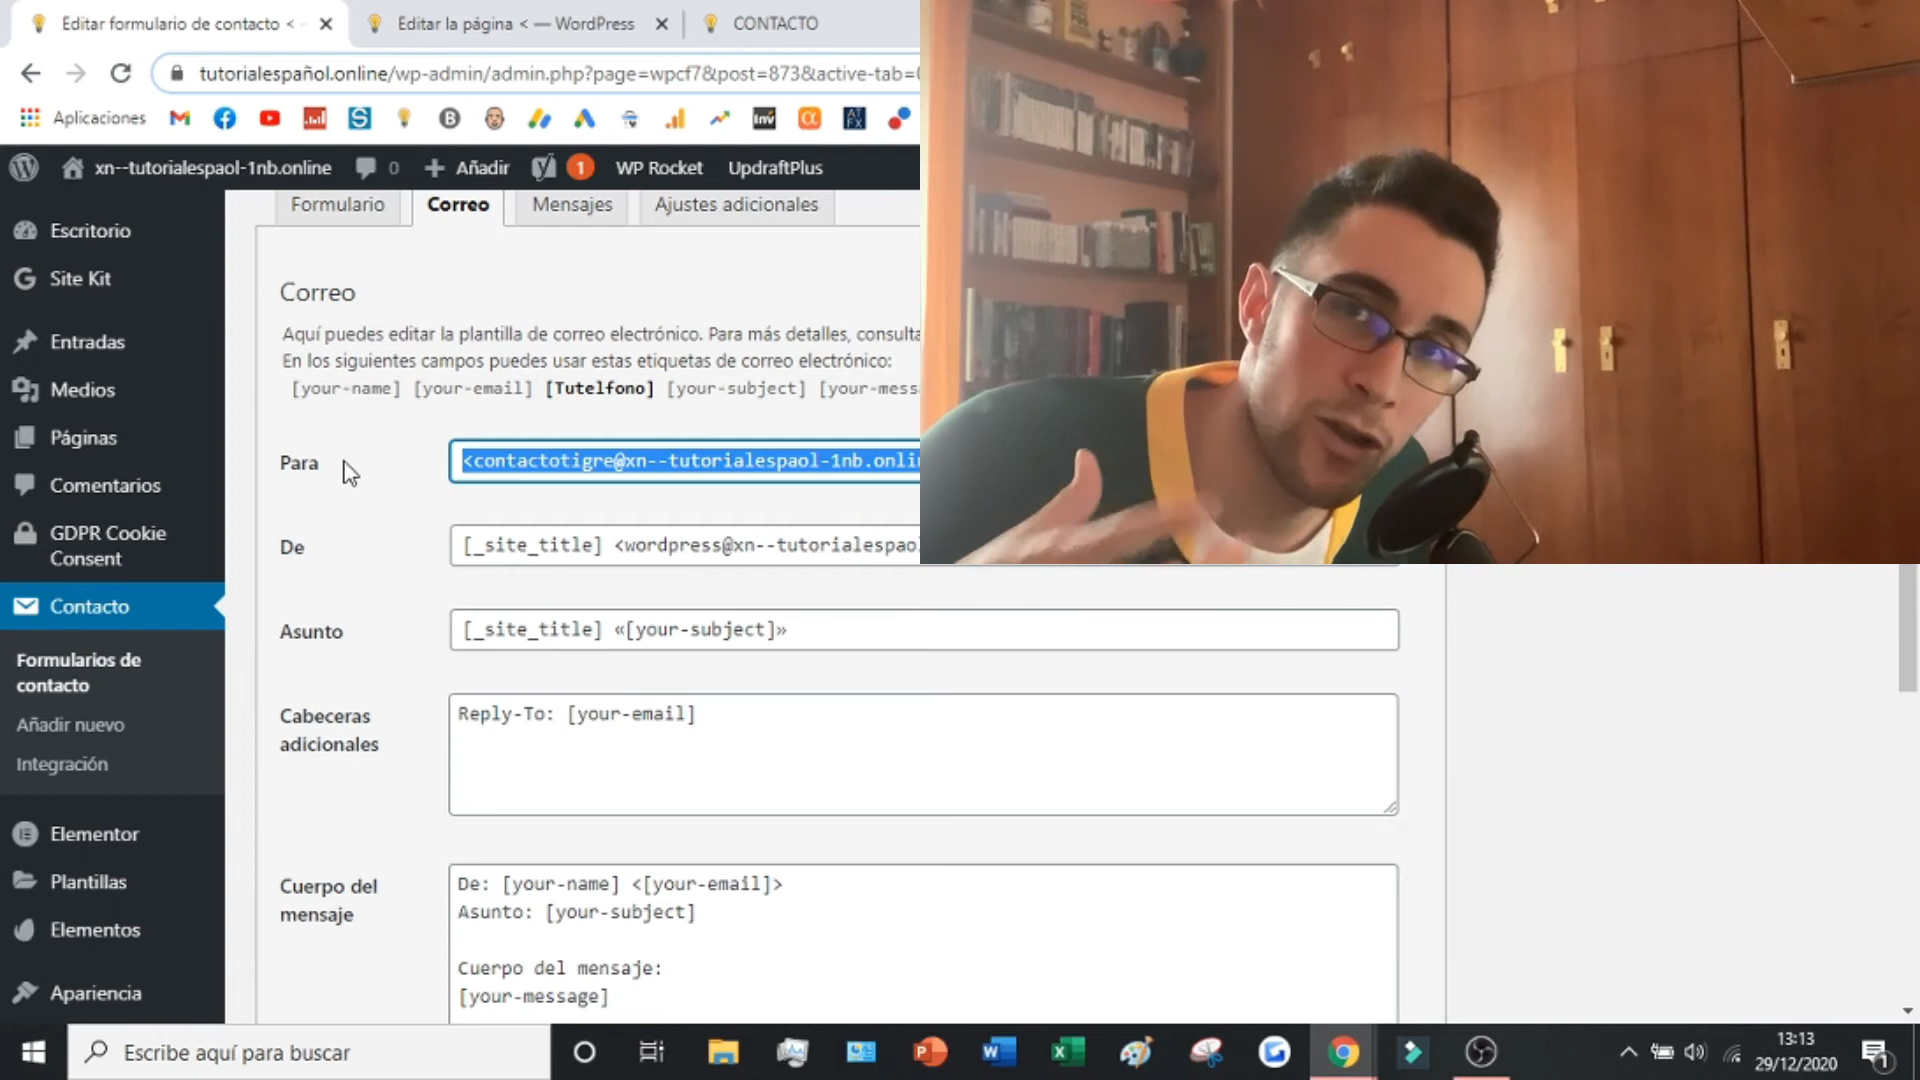 Editar formulario de contacto < -
Editar la página < — WordPress
CONTACTO
tutorialespañol.online/wp-admin/admin.php?page=wpcf7&post=873&active-tab=
Aplicaciones
xn--tutorialespaol-1nb.online
0
Añadir
1
WP Rocket
UpdraftPlus
Formulario
Correo
Mensajes
Ajustes adicionales
Escritorio
Site Kit
Entradas
Medios
Páginas
Comentarios
GDPR Cookie
Consent
Contacto
Formularios de
contacto
Añadir nuevo
Integración
Elementor
Plantillas
Elementos
Apariencia
Correo
Aquí puedes editar la plantilla de correo electrónico. Para más detalles, consulta
En los siguientes campos puedes usar estas etiquetas de correo electrónico:
[your-name] [your-email] [Tutelfono] [your-subject] [your-mess
Para
<contactotigre@xn--tutorialespaol-1nb.onlin
De
[_site_title] <wordpress@xn--tutorialespaol
Asunto
[_site_title] «[your-subject]»
Cabeceras
adicionales
Reply-To: [your-email]
Cuerpo del
mensaje
De: [your-name] <[your-email]>
Asunto: [your-subject]
Cuerpo del mensaje:
[your-message]
Escribe aquí para buscar
13:13
29/12/2020
1